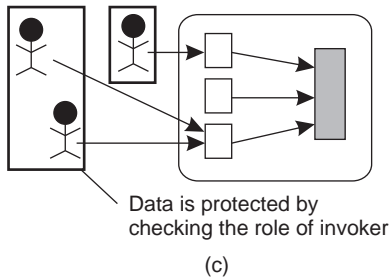 Data is protected by
checking the role of invoker
(c)